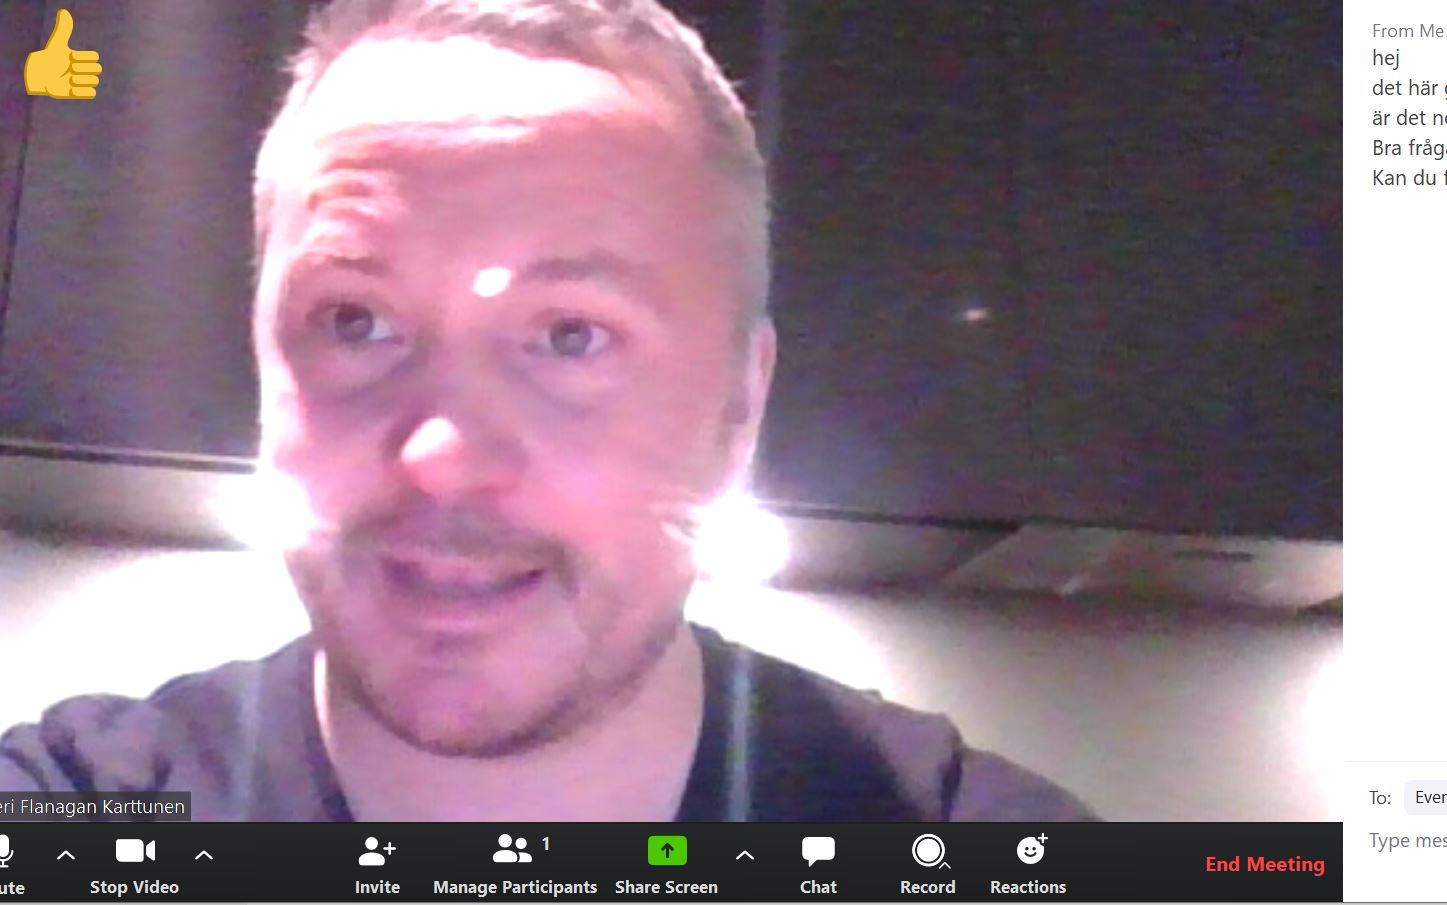 From Me
hej
det här
är det
Bra
Kan du
Flanagan Karttunen
1
Stop Video
Invite
Manage Participants
Share Screen
Chat
Record
Reactions
End Meeting
To:
Type